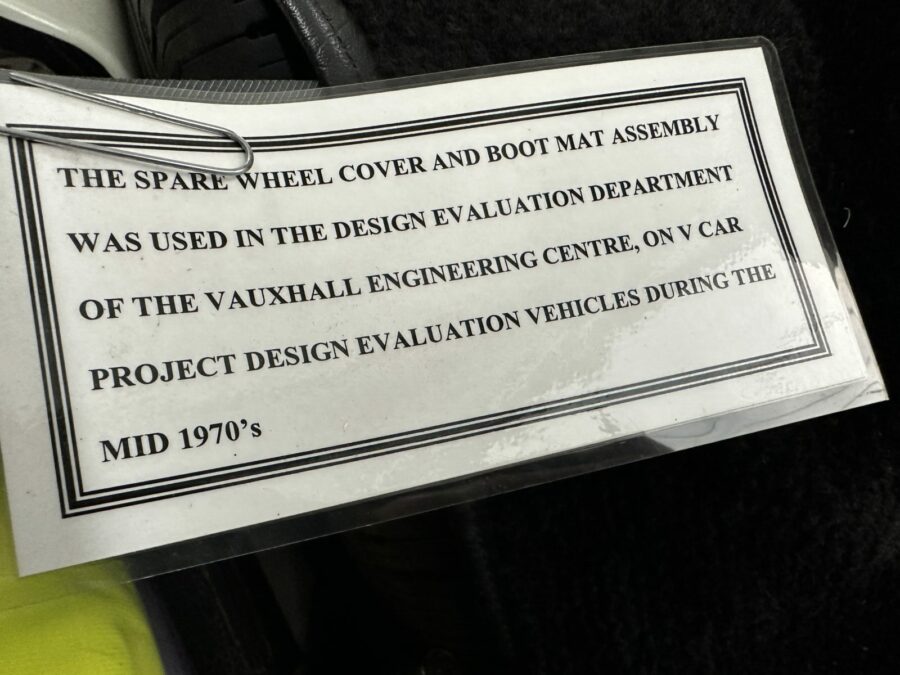 THE SPARE WHEEL COVER AND BOOT MAT ASSEMBLY
WAS USED IN THE DESIGN EVALUATION DEPARTMENT
OF THE VAUXHALL ENGINEERING CENTRE, ON V CAR
PROJECT DESIGN EVALUATION VEHICLES DURING THE
MID 1970's